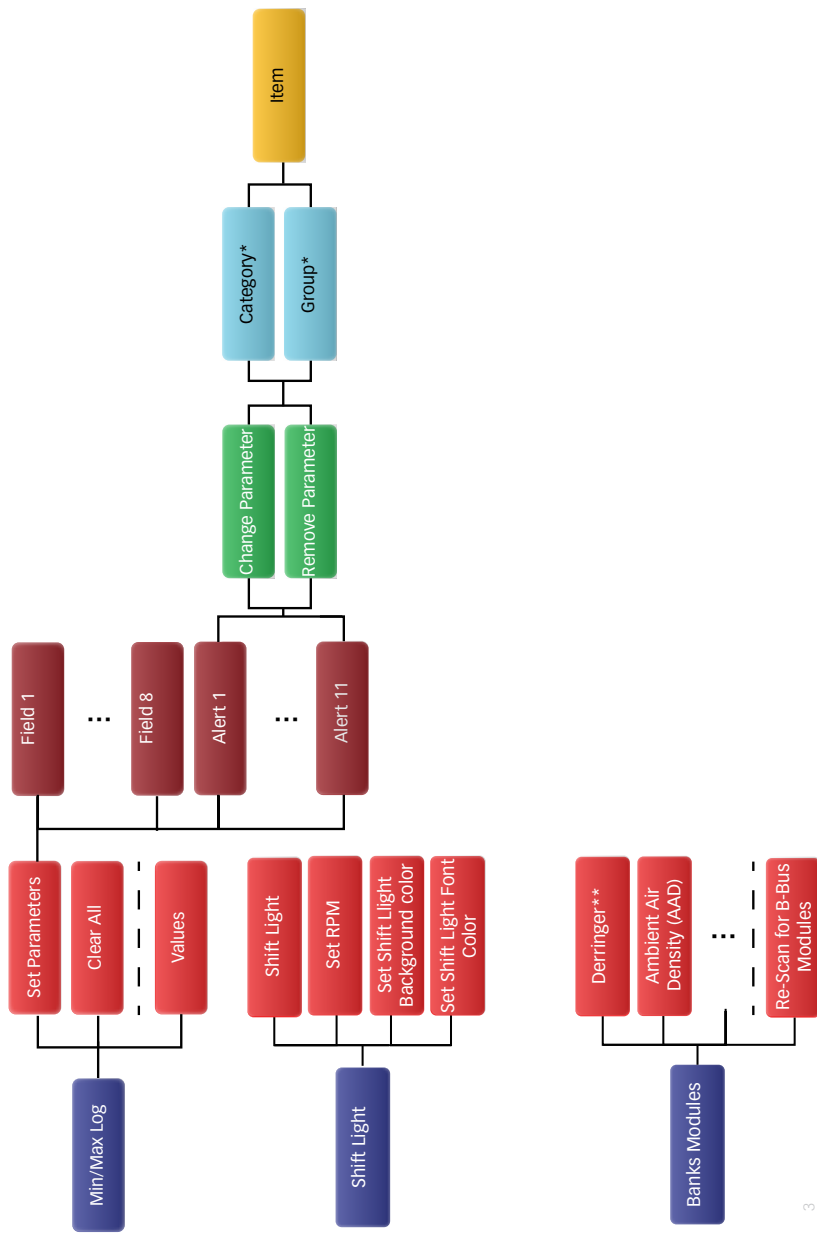 Min/Max Log
Set Parameters
Clear All
Values
Field 1
...
Field 8
Alert 1
...
Alert 11
Change Parameter
Remove Parameter
Category*
Group*
Item
Shift Light
Shift Light
Set RPM
Set Shift Llight
Background color
Set Shift Light Font
Color
Banks Modules
Derringer**
Ambient Air
Density (AAD)
...
Re-Scan for B-Bus
Modules
3